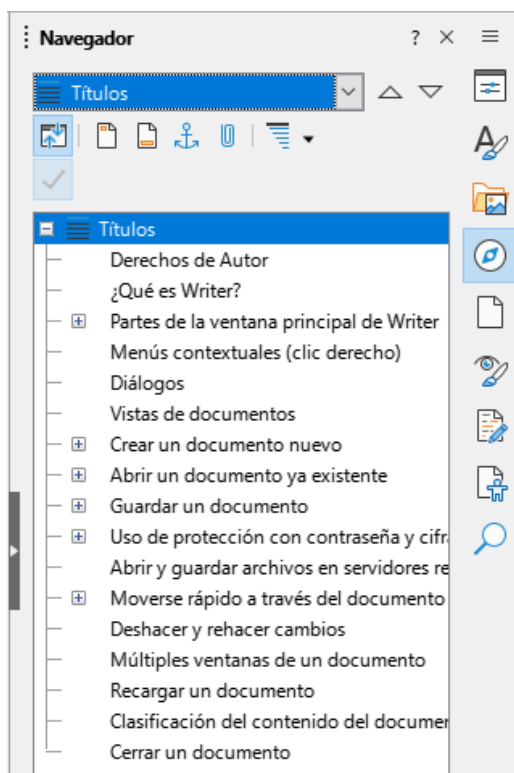 Navegador
Títulos
Títulos
Derechos de Autor
¿Qué es Writer?
Partes de la ventana principal de Writer
Menús contextuales (clic derecho)
Diálogos
Vistas de documentos
Crear un documento nuevo
Abrir un documento ya existente
Guardar un documento
Uso de protección con contraseña y cifr
Abrir y guardar archivos en servidores re
Moverse rápido a través del documento
Deshacer y rehacer cambios
Múltiples ventanas de un documento
Recargar un documento
Clasificación del contenido del documen
Cerrar un documento